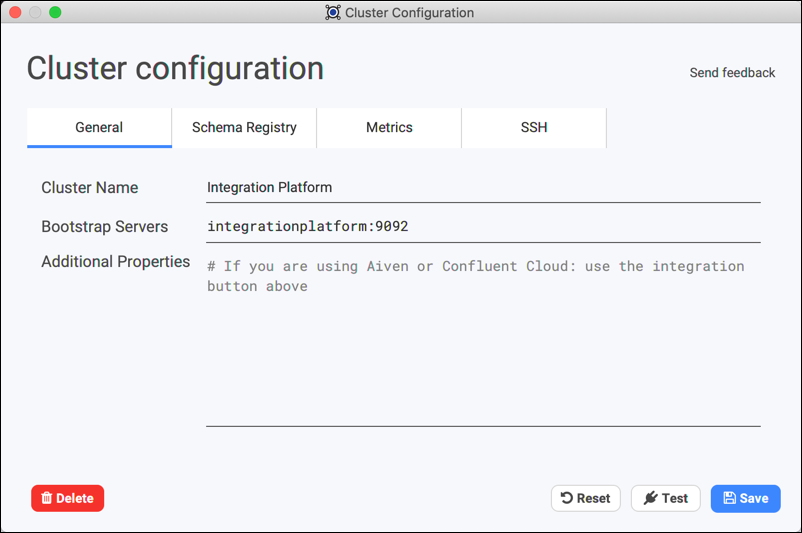 Cluster Configuration
Cluster configuration
Send feedback
General
Schema Registry
Metrics
SSH
Cluster Name
Integration Platform
Bootstrap Servers
integrationplatform:9092
Additional Properties
# If you are using Aiven or Confluent Cloud: use the integration
button above
Delete
Reset
Test
Save